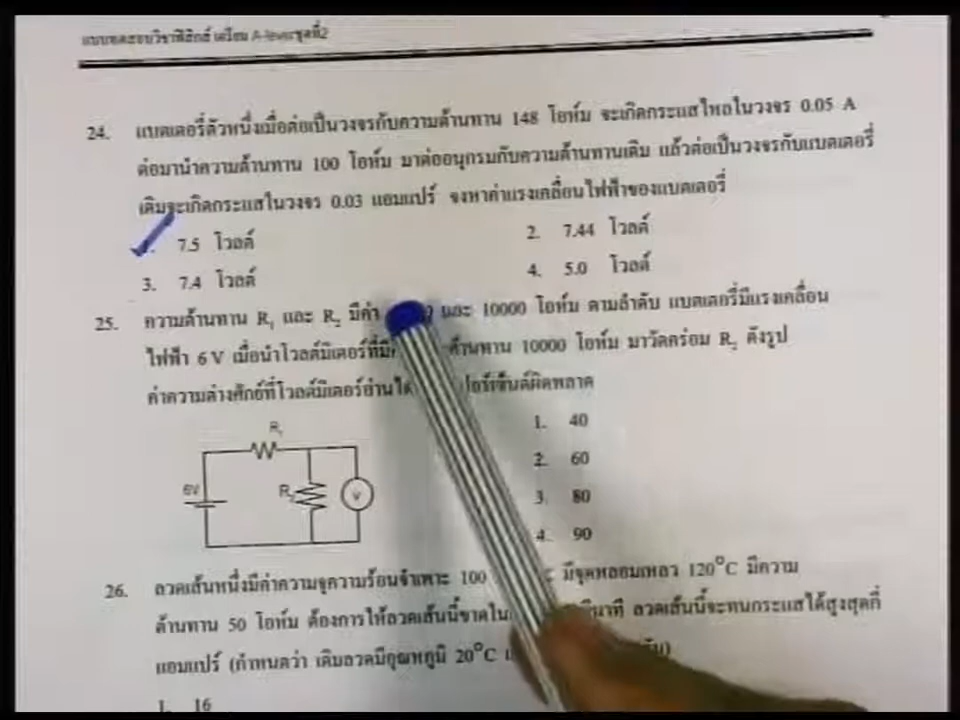 แบบทดสอบวิชาฟิสิกส์ เตรียม A-levelชุดที่2
24. แบตเตอรี่ตัวหนึ่งเมื่อต่อเป็นวงจรกับความต้านทาน 148 โอห์ม จะเกิดกระแสไหลในวงจร 0.05 A
ต่อมานำความต้านทาน 100 โอห์ม มาต่ออนุกรมกับความต้านทานเดิม แล้วต่อเป็นวงจรกับแบตเตอรี่
เดิมจะเกิดกระแสในวงจร 0.03 แอมแปร์ จงหาค่าแรงเคลื่อนไฟฟ้าของแบตเตอรี่
7.5 โวลต์
2. 7.44 โวลต์
3. 7.4 โวลต์
4. 5.0 โวลต์
25. ความต้านทาน R1 และ R2 มีค่า และ 10000 โอห์ม ตามลำดับ แบตเตอรี่มีแรงเคลื่อน
ไฟฟ้า 6 V เมื่อนำโวลต์มิเตอร์ที่มี ต้านทาน 10000 โอห์ม มาวัดคร่อม R2 ดังรูป
ค่าความต่างศักย์ที่โวลต์มิเตอร์อ่านได้ เปอร์เซ็นต์ผิดพลาด
1. 40
2. 60
3. 80
4. 90
R1
6V
R2
V
26. ลวดเส้นหนึ่งมีค่าความจุความร้อนจำเพาะ 100 มีจุดหลอมเหลว 120°C มีความ
ต้านทาน 50 โอห์ม ต้องการให้ลวดเส้นนี้ขาดใน วินาที ลวดเส้นนี้จะทนกระแสได้สูงสุดกี่
แอมแปร์ (กำหนดว่า เดิมลวดมีอุณหภูมิ 20°C
1. 16